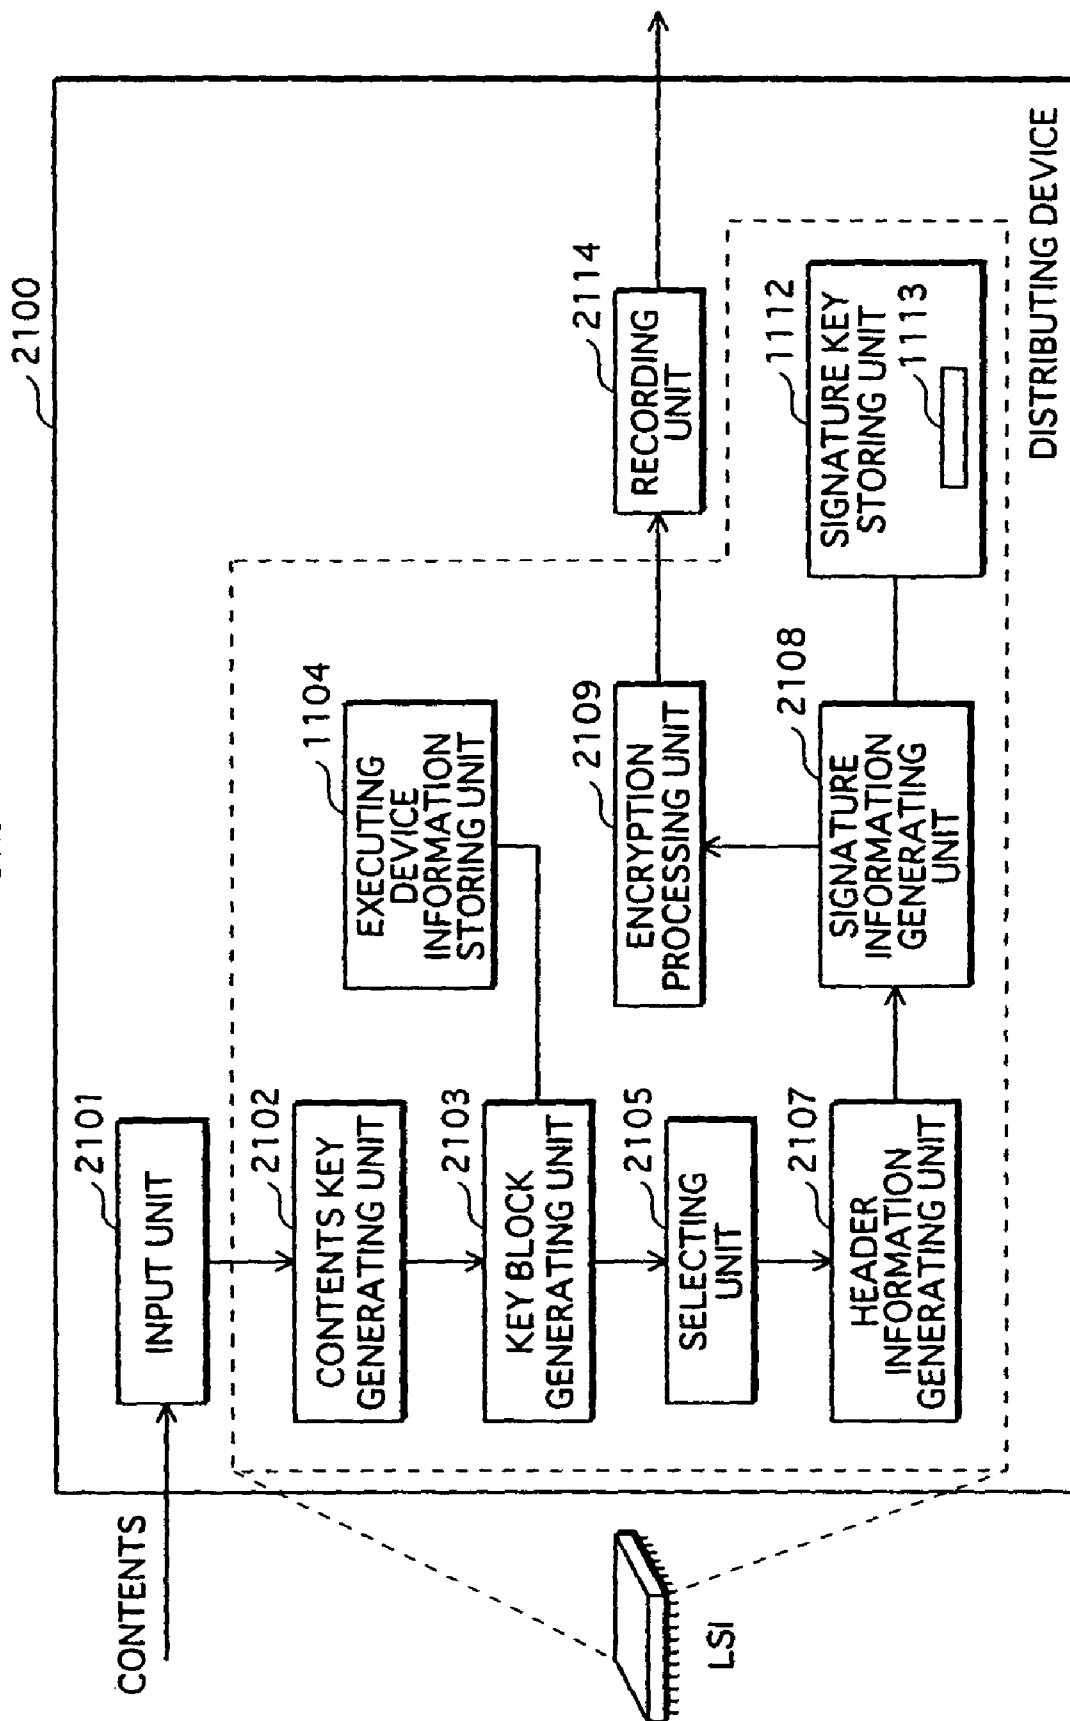 2100
CONTENTS
2101
INPUT UNIT
2102
CONTENTS KEY
GENERATING UNIT
1104
EXECUTING
DEVICE
INFORMATION
STORING UNIT
2103
KEY BLOCK
GENERATING UNIT
2105
SELECTING
UNIT
2109
ENCRYPTION
PROCESSING UNIT
2114
RECORDING
UNIT
2107
HEADER
INFORMATION
GENERATING UNIT
2108
SIGNATURE
INFORMATION
GENERATING
UNIT
1112
SIGNATURE KEY
STORING UNIT
1113
LSI
DISTRIBUTING DEVICE